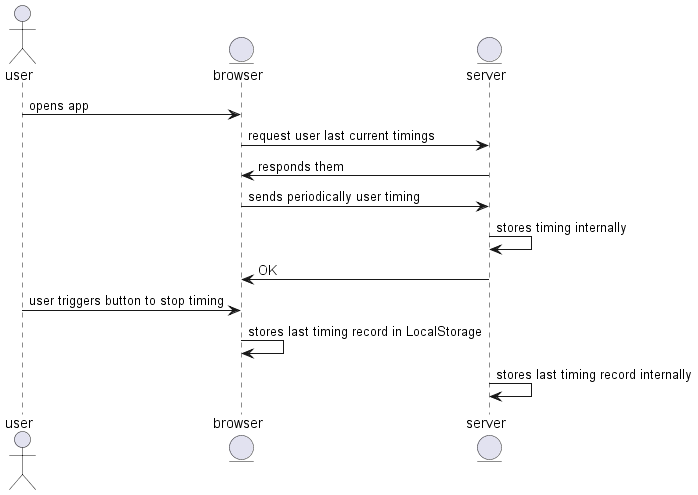 user
browser
server
opens app
request user last current timings
responds them
sends periodically user timing
stores timing internally
OK
user triggers button to stop timing
stores last timing record in LocalStorage
stores last timing record internally
user
browser
server